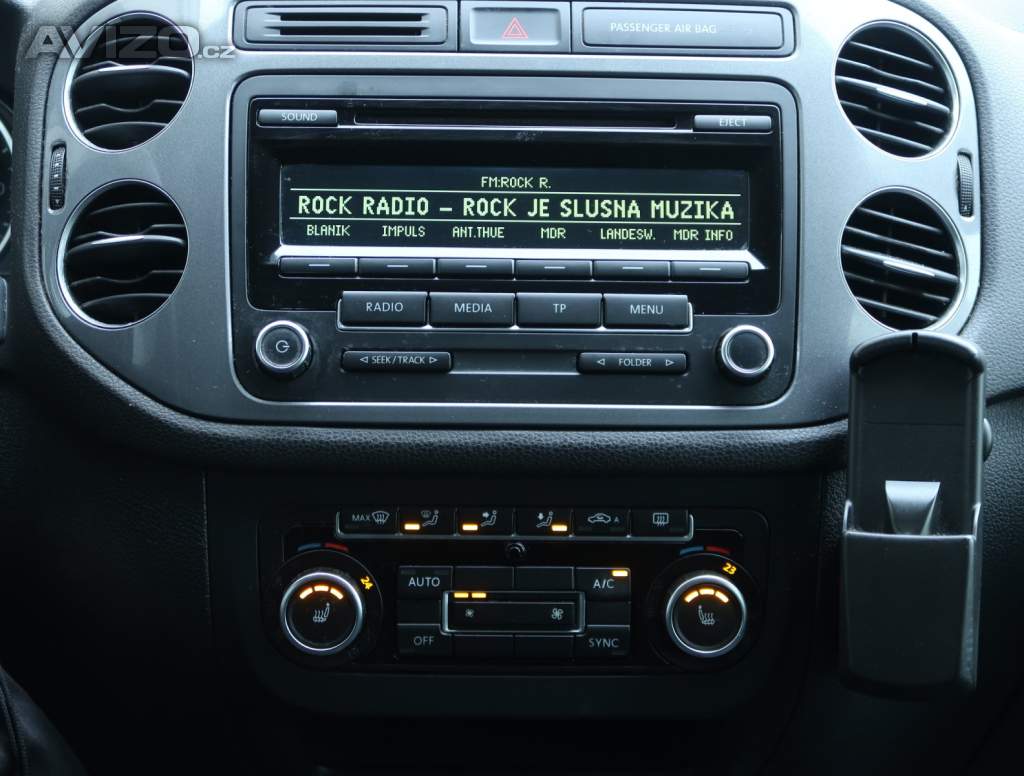 AVIZO.cz
PASSENGER AIR BAG
SOUND
EJECT
FM:ROCK R.
ROCK RADIO - ROCK JE SLUSNA MUZIKA
BLANIK IMPULS ANT.THUE MDR LANDESW. MDR INFO
RADIO MEDIA TP MENU
SEEK/TRACK FOLDER
MAX A
24 AUTO A/C 23
OFF SYNC